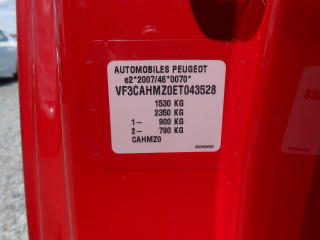 AUTOMOBILES PEUGEOT
e2*2007/46*0070*
VF3CAHMZ0ET043528
1530 KG
2350 KG
1– 900 KG
2– 790 KG
CAHMZ0